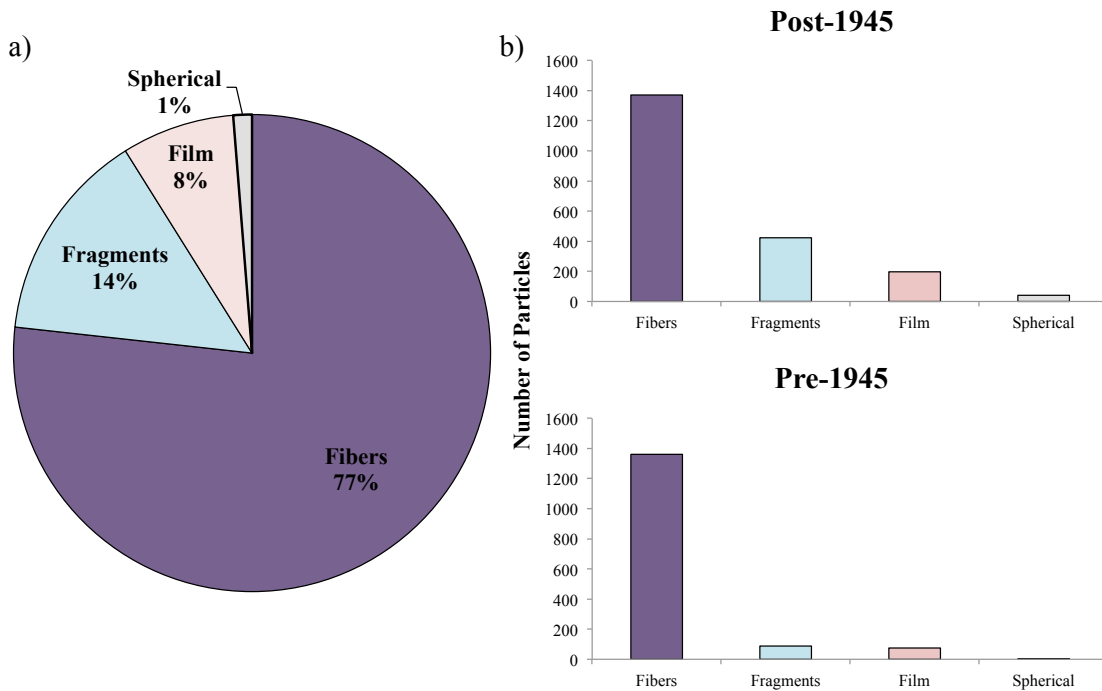 a)
Spherical
1%
Film
8%
Fragments
14%
Fibers
77%
b)
Post-1945
Number of Particles
1600
1400
1200
1000
800
600
400
200
0
Fibers
Fragments
Film
Spherical
Pre-1945
1600
1400
1200
1000
800
600
400
200
0
Fibers
Fragments
Film
Spherical